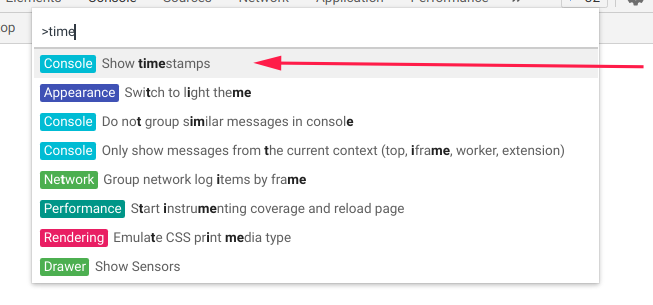 Elements Console Sources Network Application Performance »
op
>time
Console Show timestamps
Appearance Switch to light theme
Console Do not group similar messages in console
Console Only show messages from the current context (top, iframe, worker, extension)
Network Group network log items by frame
Performance Start instrumenting coverage and reload page
Rendering Emulate CSS print media type
Drawer Show Sensors